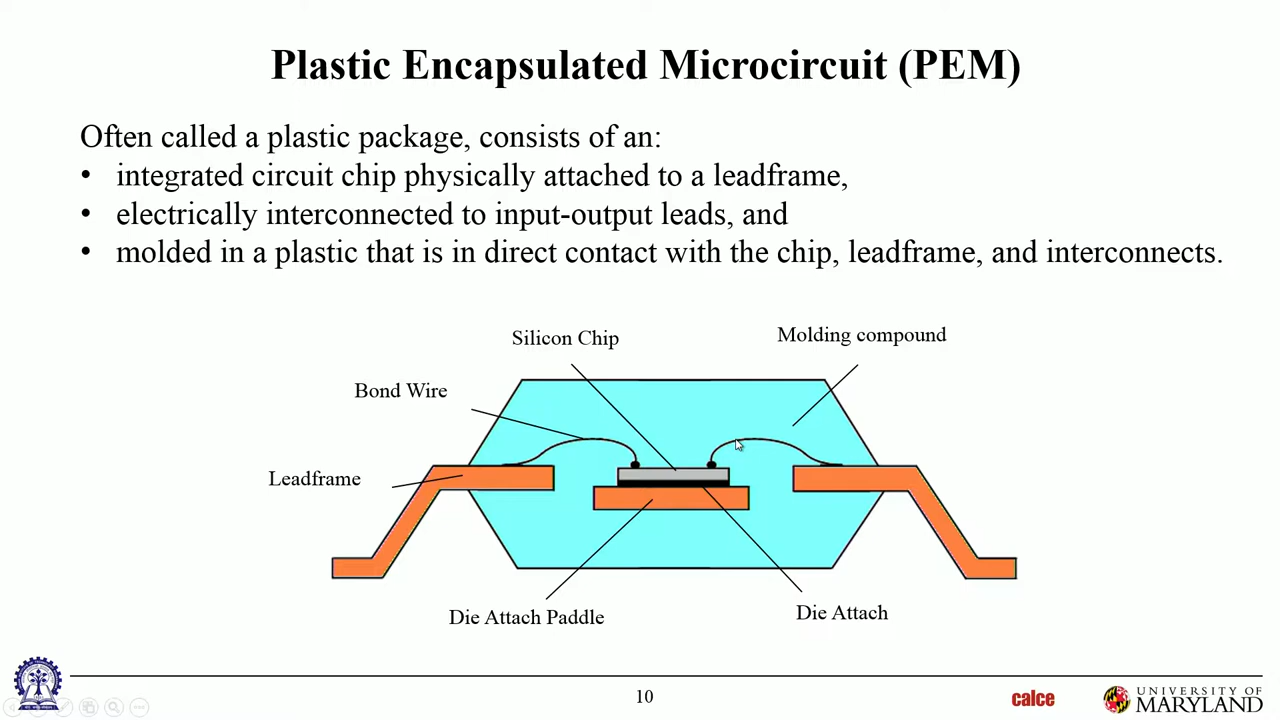 Plastic Encapsulated Microcircuit (PEM)
Often called a plastic package, consists of an:
• integrated circuit chip physically attached to a leadframe,
• electrically interconnected to input-output leads, and
• molded in a plastic that is in direct contact with the chip, leadframe, and interconnects.
Silicon Chip
Molding compound
Bond Wire
Leadframe
Die Attach Paddle
Die Attach
10
calce
UNIVERSITY OF
MARYLAND